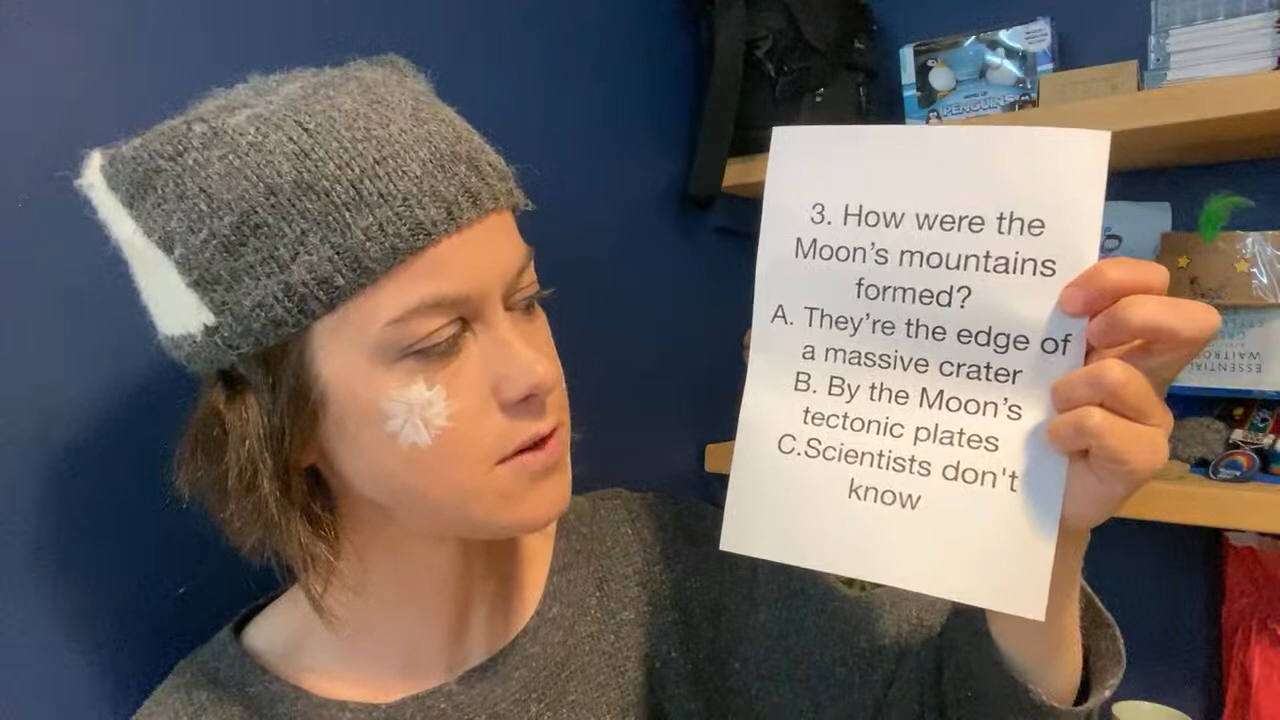 PENGUINS
3. How were the
Moon's mountains
formed?
A. They're the edge of
a massive crater
B. By the Moon's
tectonic plates
C.Scientists don't
know
ESSENTIAL
WAITROSE